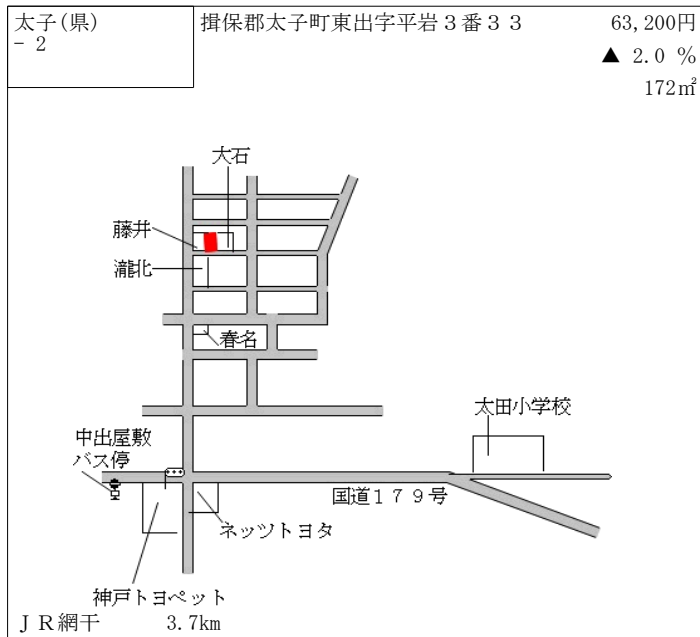 太子(県)
- 2
揖保郡太子町東出字平岩３番３３
63,200円
▲ 2.0 %
172㎡
大石
藤井
瀧北
春名
太田小学校
中出屋敷
バス停
国道１７９号
ネッツトヨタ
神戸トヨペット
ＪＲ網干 3.7km